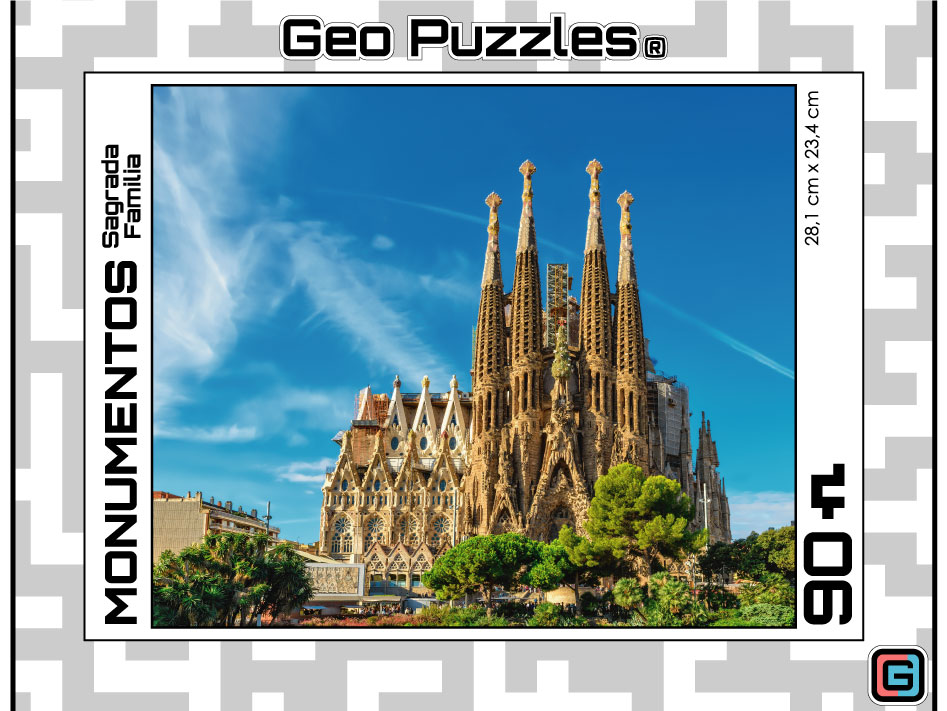 Geo Puzzles®
MONUMENTOS
Sagrada
Familia
28,1 cm x 23,4 cm
90
G